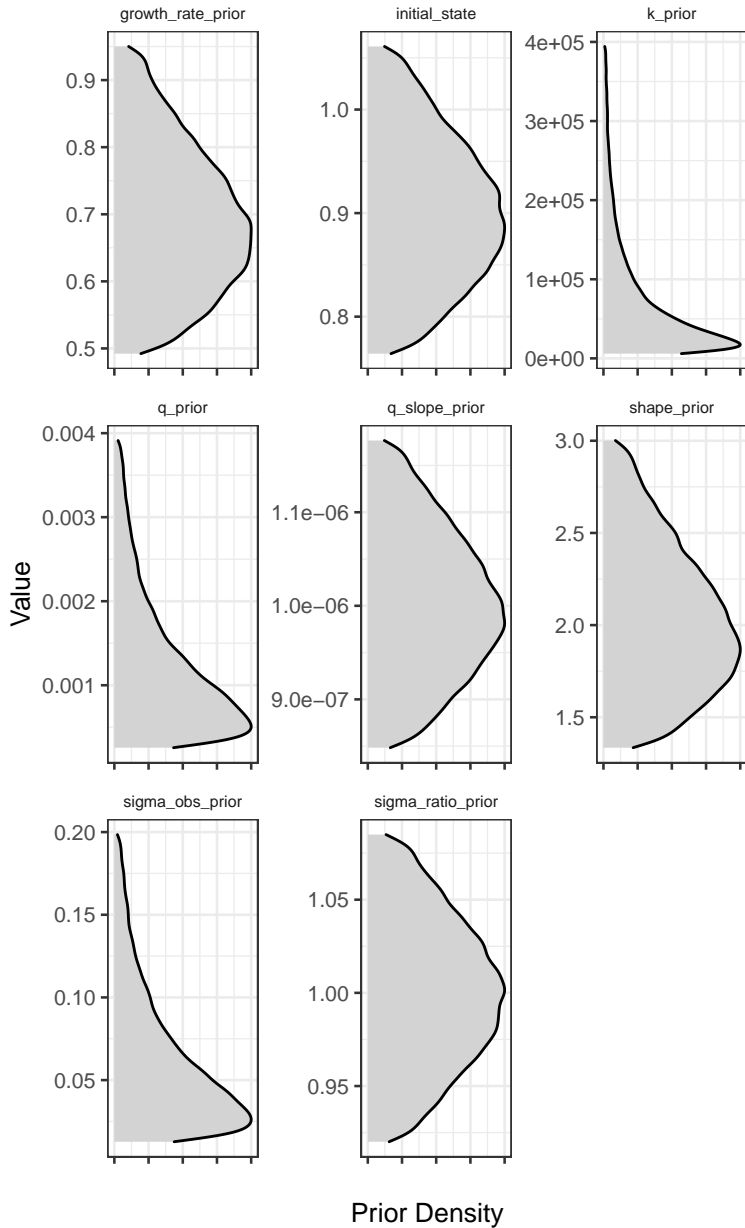 growth_rate_prior
initial_state
k_prior
0.9
0.8
0.7
0.6
0.5
1.0
0.9
0.8
4e+05
3e+05
2e+05
1e+05
0e+00
q_prior
q_slope_prior
shape_prior
0.004
0.003
0.002
0.001
1.1e−06
1.0e−06
9.0e−07
3.0
2.5
2.0
1.5
Value
sigma_obs_prior
sigma_ratio_prior
0.20
0.15
0.10
0.05
1.05
1.00
0.95
Prior Density